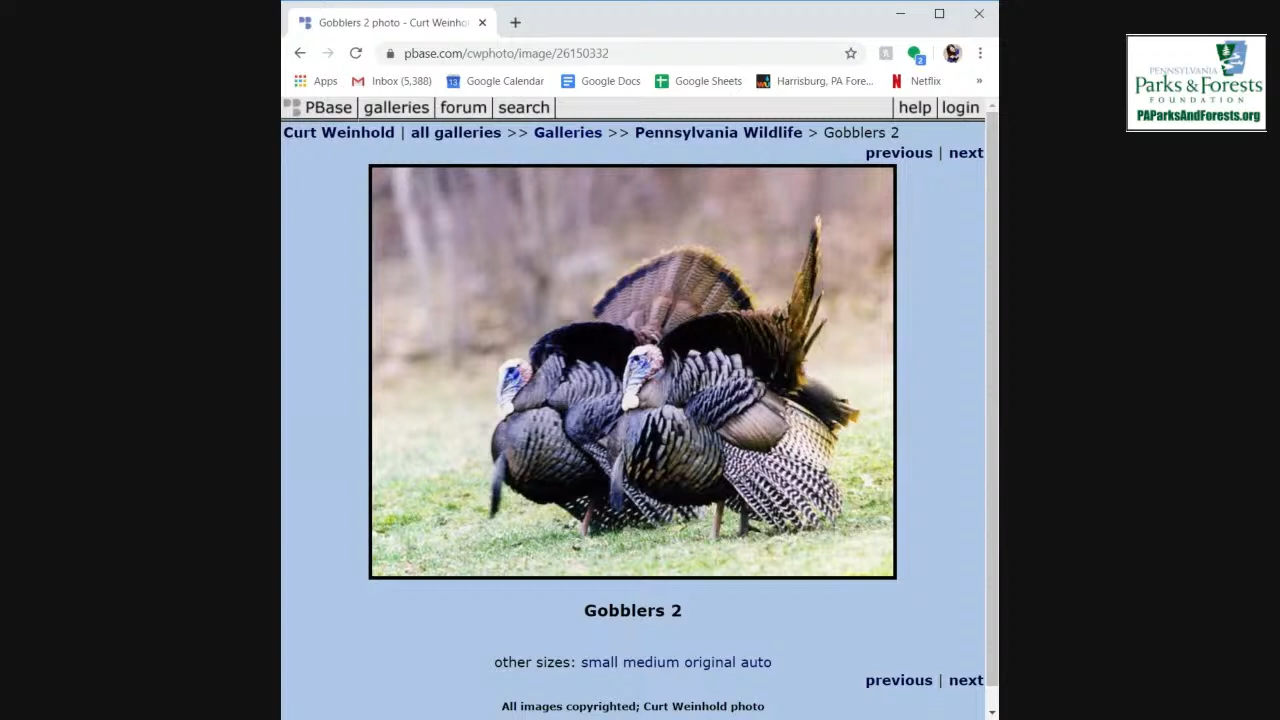 Gobblers 2 photo - Curt Weinho
pbase.com/cwphoto/image/26150332
2
Apps Inbox (5,388) 13 Google Calendar Google Docs Google Sheets Harrisburg, PA Fore... N Netflix »
PBase galleries forum search help login
Curt Weinhold | all galleries >> Galleries >> Pennsylvania Wildlife > Gobblers 2
previous | next
Gobblers 2
other sizes: small medium original auto
previous | next
All images copyrighted; Curt Weinhold photo
PENNSYLVANIA
Parks & Forests
FOUNDATION
PAParksAndForests.org